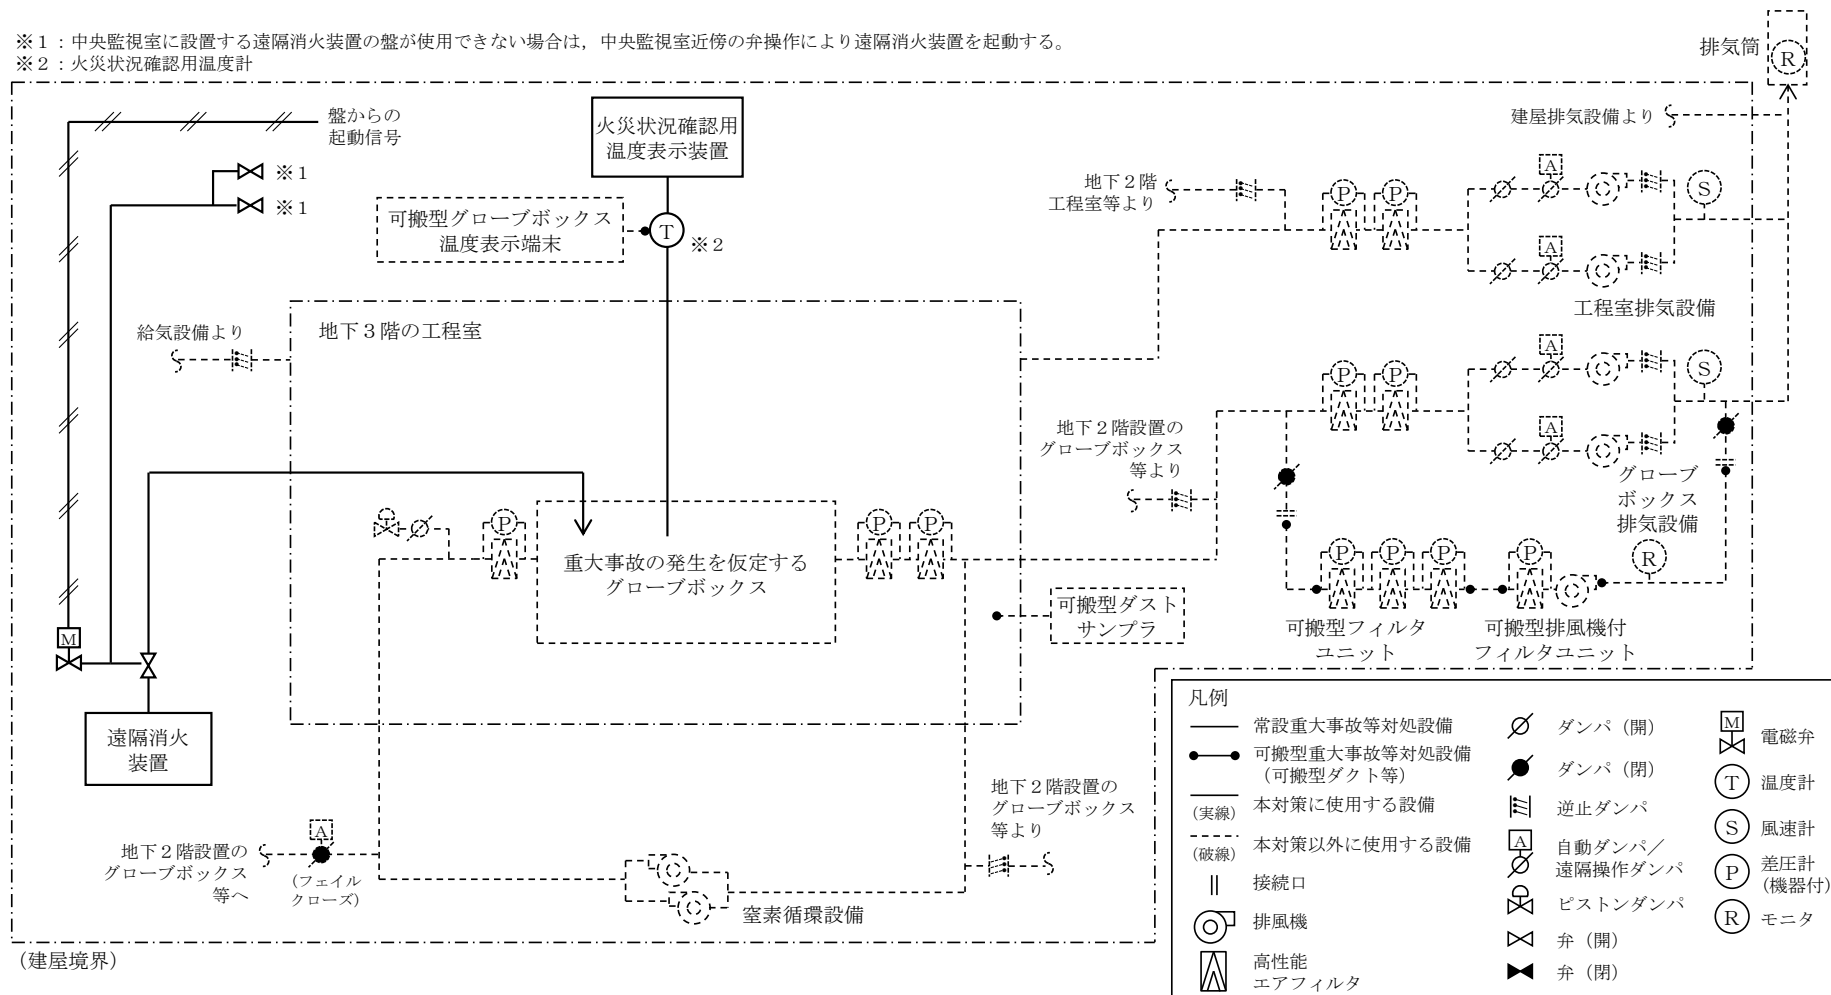 ※１：中央監視室に設置する遠隔消火装置の盤が使用できない場合は，中央監視室近傍の弁操作により遠隔消火装置を起動する。
※２：火災状況確認用温度計
排気筒
R
盤からの
起動信号
※１
※１
火災状況確認用
温度表示装置
可搬型グローブボックス
温度表示端末
T
※２
建屋排気設備より
地下２階
工程室等より
P
P
A
A
S
工程室排気設備
給気設備より
地下３階の工程室
地下２階設置の
グローブボックス
等より
P
P
A
A
S
グローブ
ボックス
排気設備
R
P
重大事故の発生を仮定する
グローブボックス
P
P
可搬型ダスト
サンプラ
P
P
P
P
可搬型フィルタ
ユニット
可搬型排風機付
フィルタユニット
M
遠隔消火
装置
地下２階設置の
グローブボックス
等へ
A
（フェイル
クローズ）
窒素循環設備
地下２階設置の
グローブボックス
等より
（建屋境界）
凡例
常設重大事故等対処設備
可搬型重大事故等対処設備
（可搬型ダクト等）
（実線）
本対策に使用する設備
（破線）
本対策以外に使用する設備
接続口
排風機
高性能
エアフィルタ
ダンパ（開）
ダンパ（閉）
逆止ダンパ
A
自動ダンパ／
遠隔操作ダンパ
ピストンダンパ
弁（開）
弁（閉）
M
電磁弁
T
温度計
S
風速計
P
差圧計
（機器付）
R
モニタ